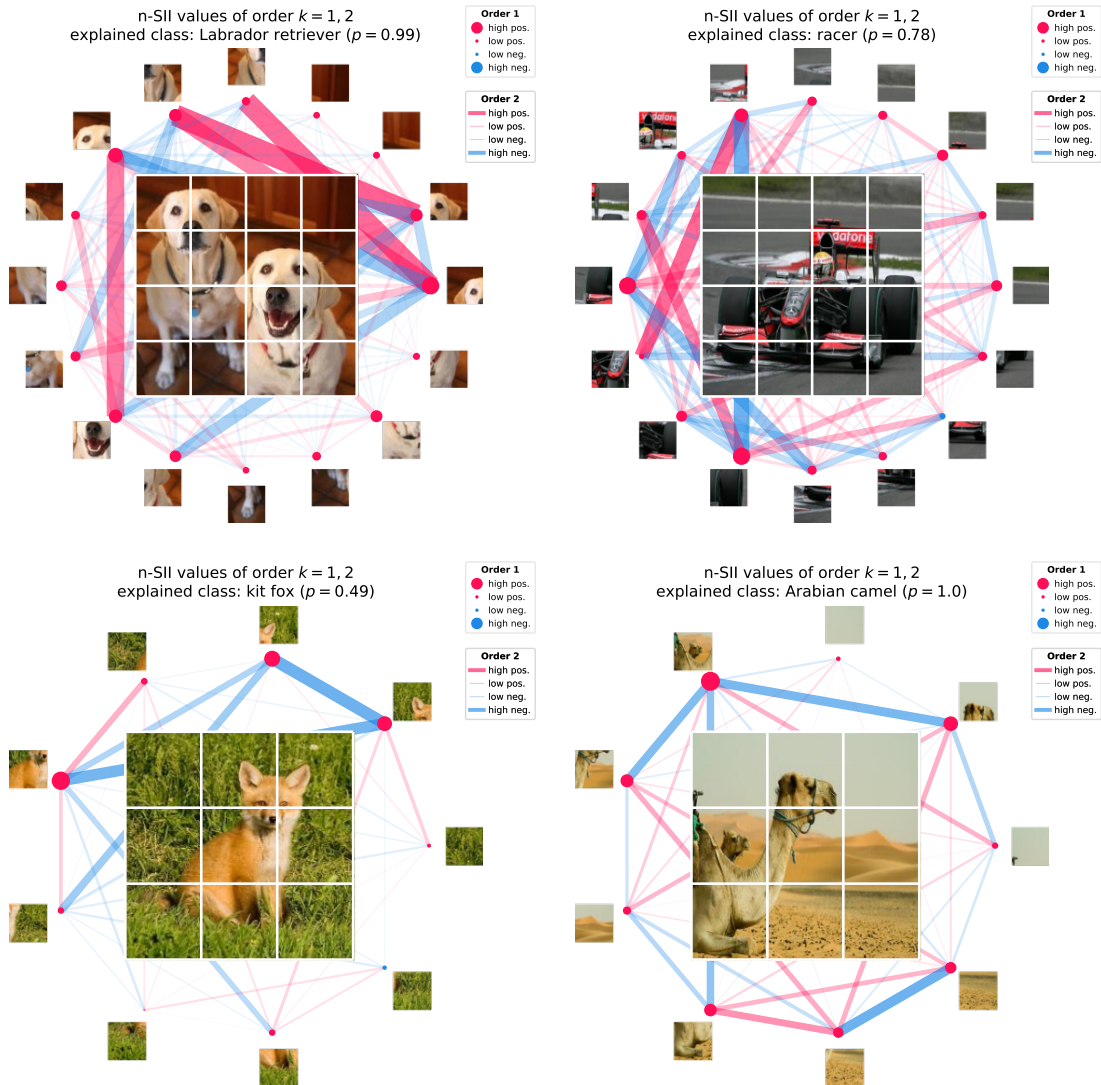 n-SII values of order k = 1, 2
explained class: Labrador retriever (p = 0.99)
Order 1
high pos.
low pos.
low neg.
high neg.
Order 2
high pos.
low pos.
low neg.
high neg.
n-SII values of order k = 1, 2
explained class: racer (p = 0.78)
Order 1
high pos.
low pos.
low neg.
high neg.
Order 2
high pos.
low pos.
low neg.
high neg.
vodafone
n-SII values of order k = 1, 2
explained class: kit fox (p = 0.49)
Order 1
high pos.
low pos.
low neg.
high neg.
Order 2
high pos.
low pos.
low neg.
high neg.
n-SII values of order k = 1, 2
explained class: Arabian camel (p = 1.0)
Order 1
high pos.
low pos.
low neg.
high neg.
Order 2
high pos.
low pos.
low neg.
high neg.